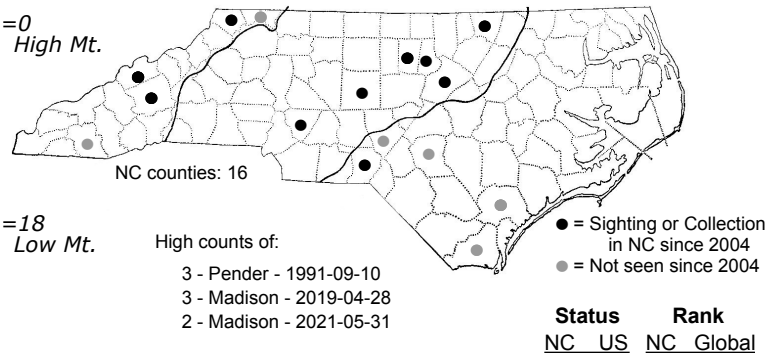 =0
High Mt.
NC counties: 16
=18
Low Mt.
High counts of:
3 - Pender - 1991-09-10
3 - Madison - 2019-04-28
2 - Madison - 2021-05-31
● = Sighting or Collection
in NC since 2004
● = Not seen since 2004
Status Rank
NC US NC Global